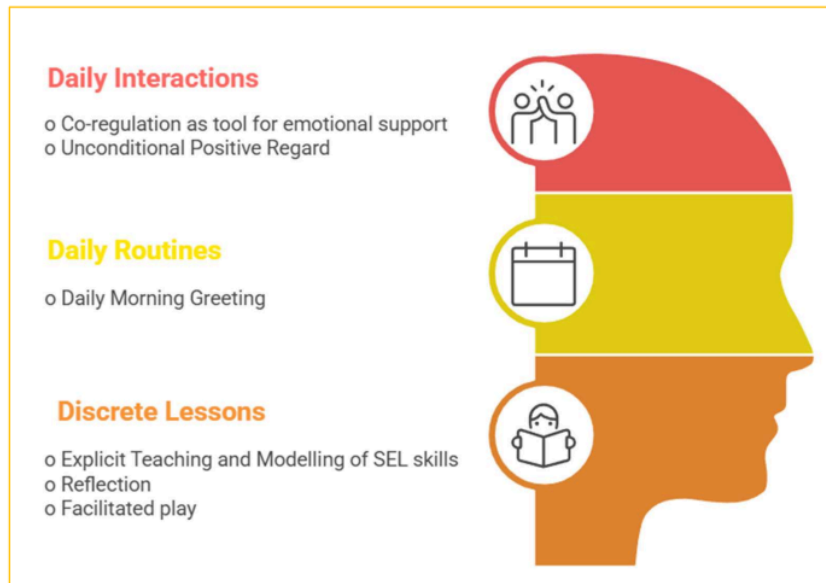 Daily Interactions
o Co-regulation as tool for emotional support
o Unconditional Positive Regard
Daily Routines
o Daily Morning Greeting
Discrete Lessons
o Explicit Teaching and Modelling of SEL skills
o Reflection
o Facilitated play